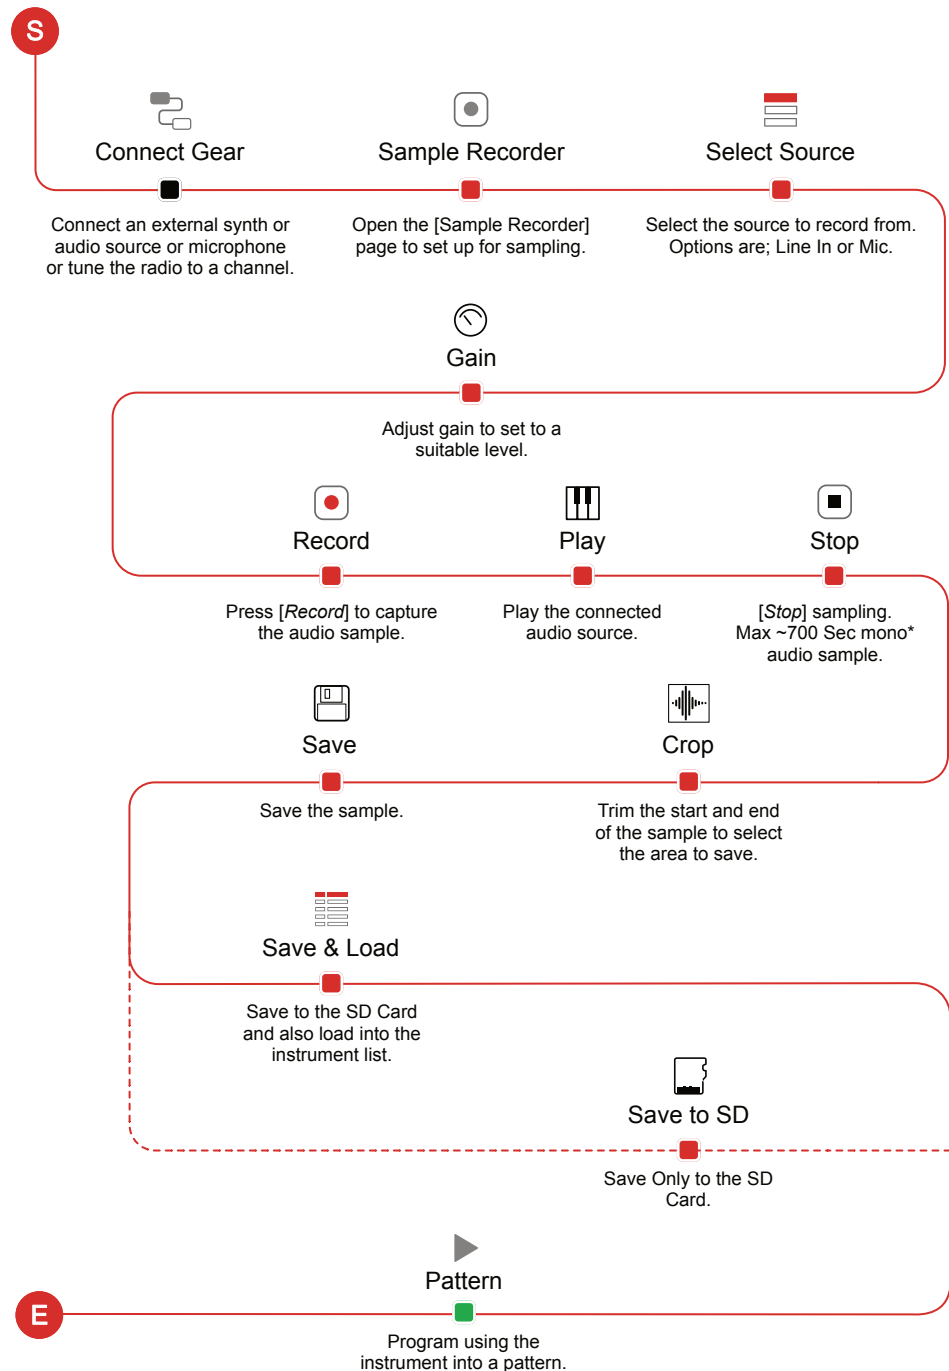 S
Connect Gear
Connect an external synth or
audio source or microphone
or tune the radio to a channel.
Sample Recorder
Open the [Sample Recorder]
page to set up for sampling.
Select Source
Select the source to record from.
Options are; Line In or Mic.
Gain
Adjust gain to set to a
suitable level.
Record
Press [Record] to capture
the audio sample.
Play
Play the connected
audio source.
Stop
[Stop] sampling.
Max ~700 Sec mono*
audio sample.
Save
Save the sample.
Crop
Trim the start and end
of the sample to select
the area to save.
Save & Load
Save to the SD Card
and also load into the
instrument list.
Save to SD
Save Only to the SD
Card.
Pattern
E
Program using the
instrument into a pattern.